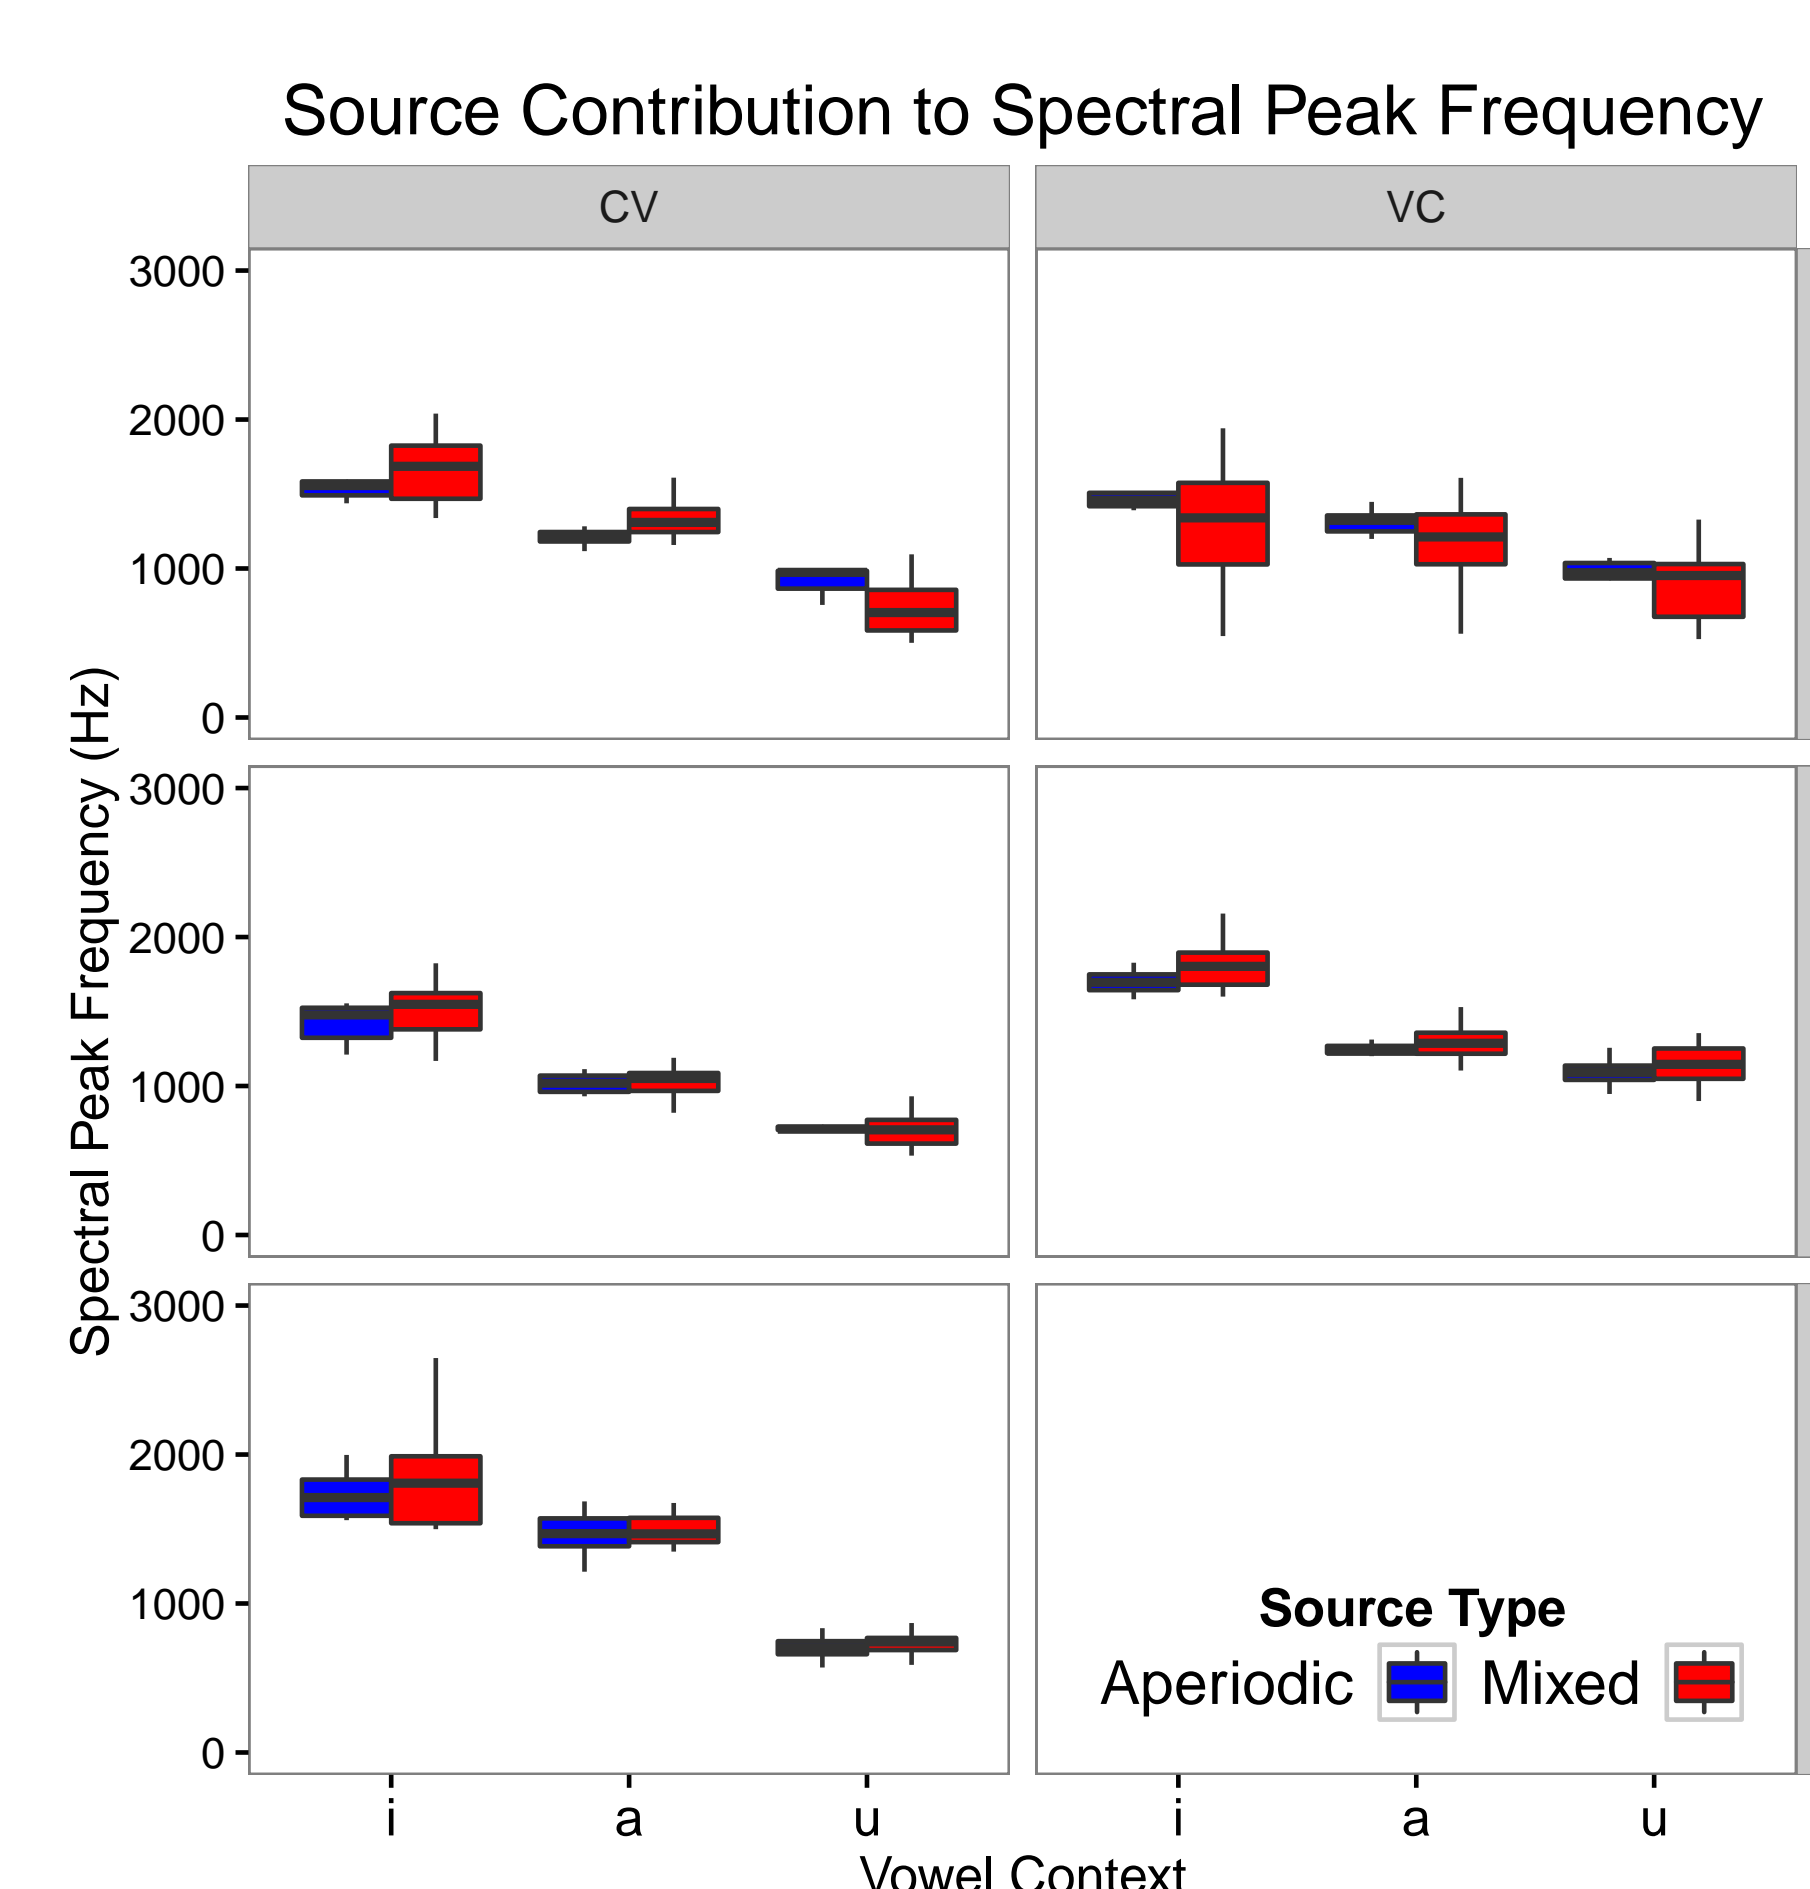 Source Contribution to Spectral Peak Frequency
CV
VC
Spectral Peak Frequency (Hz)
3000
2000
1000
0
3000
2000
1000
0
3000
2000
1000
0
Source Type
Aperiodic Mixed
i a u
i a u
Vowel Context